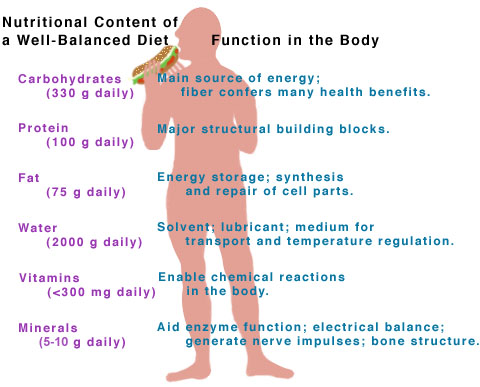 Nutritional Content of
a Well-Balanced Diet
Function in the Body
Carbohydrates
(330 g daily)
Main source of energy;
fiber confers many health benefits.
Protein
(100 g daily)
Major structural building blocks.
Fat
(75 g daily)
Energy storage; synthesis
and repair of cell parts.
Water
(2000 g daily)
Solvent; lubricant; medium for
transport and temperature regulation.
Vitamins
(<300 mg daily)
Enable chemical reactions
in the body.
Minerals
(5-10 g daily)
Aid enzyme function; electrical balance;
generate nerve impulses; bone structure.